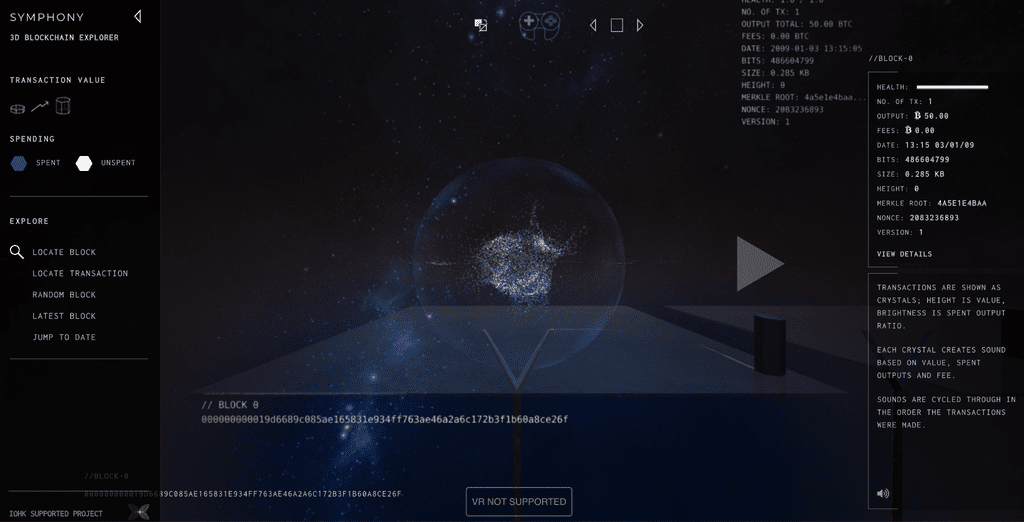 SYMPHONY
3D BLOCKCHAIN EXPLORER
TRANSACTION VALUE
SPENDING
SPENT
UNSPENT
EXPLORE
LOCATE BLOCK
LOCATE TRANSACTION
RANDOM BLOCK
LATEST BLOCK
JUMP TO DATE
//BLOCK-0
000000000019D6689C085AE165831E934FF763AE46A2A6C172B3F1B60A8CE26F
IOHK SUPPORTED PROJECT
NO. OF TX: 1
OUTPUT TOTAL: 50.00 BTC
FEES: 0.00 BTC
DATE: 2009-01-03 13:15:05
BITS: 486604799
SIZE: 0.285 KB
HEIGHT: 0
MERKLE ROOT: 4a5e1e4baa...
NONCE: 2083236893
VERSION: 1
// BLOCK 0
000000000019d6689c085ae165831e934ff763ae46a2a6c172b3f1b60a8ce26f
VR NOT SUPPORTED
//BLOCK-0
HEALTH:
NO. OF TX: 1
OUTPUT: ₿ 50.00
FEES: ₿ 0.00
DATE: 13:15 03/01/09
BITS: 486604799
SIZE: 0.285 KB
HEIGHT: 0
MERKLE ROOT: 4A5E1E4BAA
NONCE: 2083236893
VERSION: 1
VIEW DETAILS
TRANSACTIONS ARE SHOWN AS
CRYSTALS; HEIGHT IS VALUE,
BRIGHTNESS IS SPENT OUTPUT
RATIO.
EACH CRYSTAL CREATES SOUND
BASED ON VALUE, SPENT
OUTPUTS AND FEE.
SOUNDS ARE CYCLED THROUGH IN
THE ORDER THE TRANSACTIONS
WERE MADE.